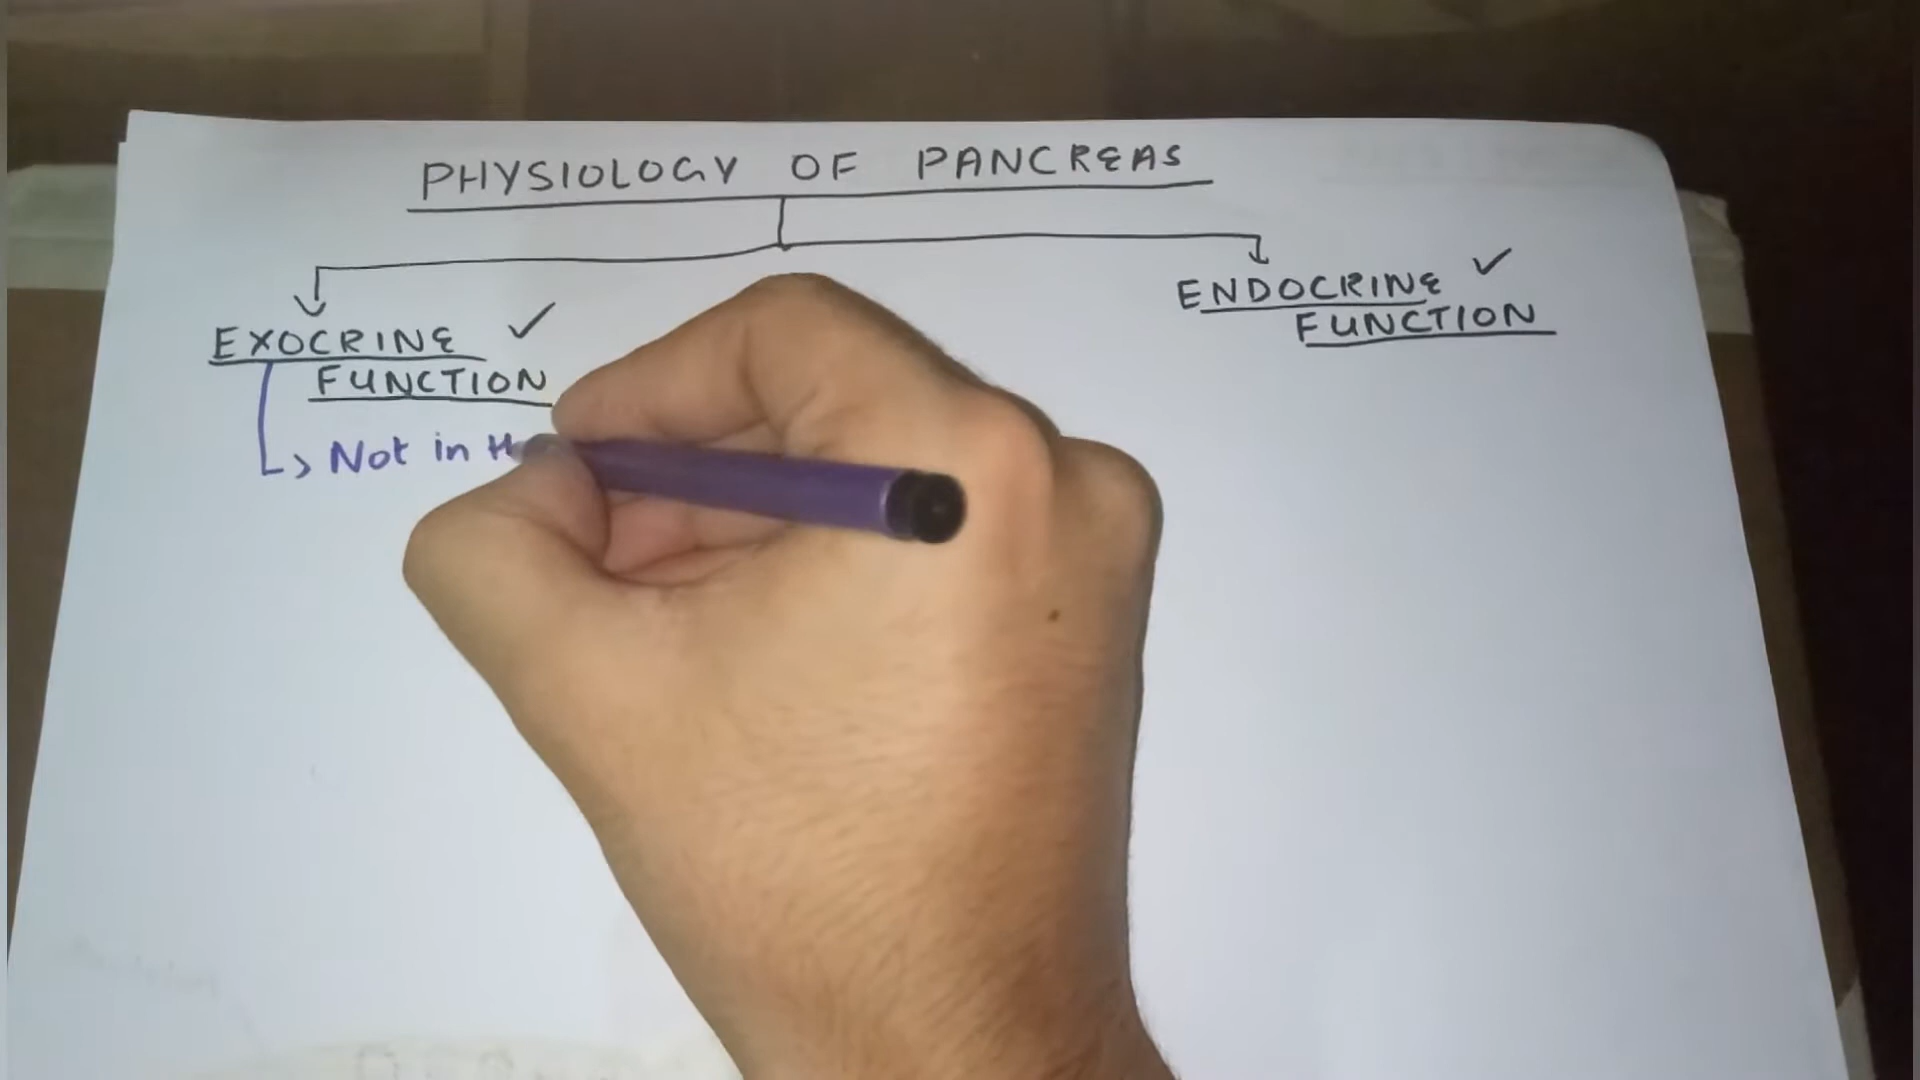 PHYSIOLOGY OF PANCREAS
EXOCRINE
FUNCTION
ENDOCRINE
FUNCTION
Not in